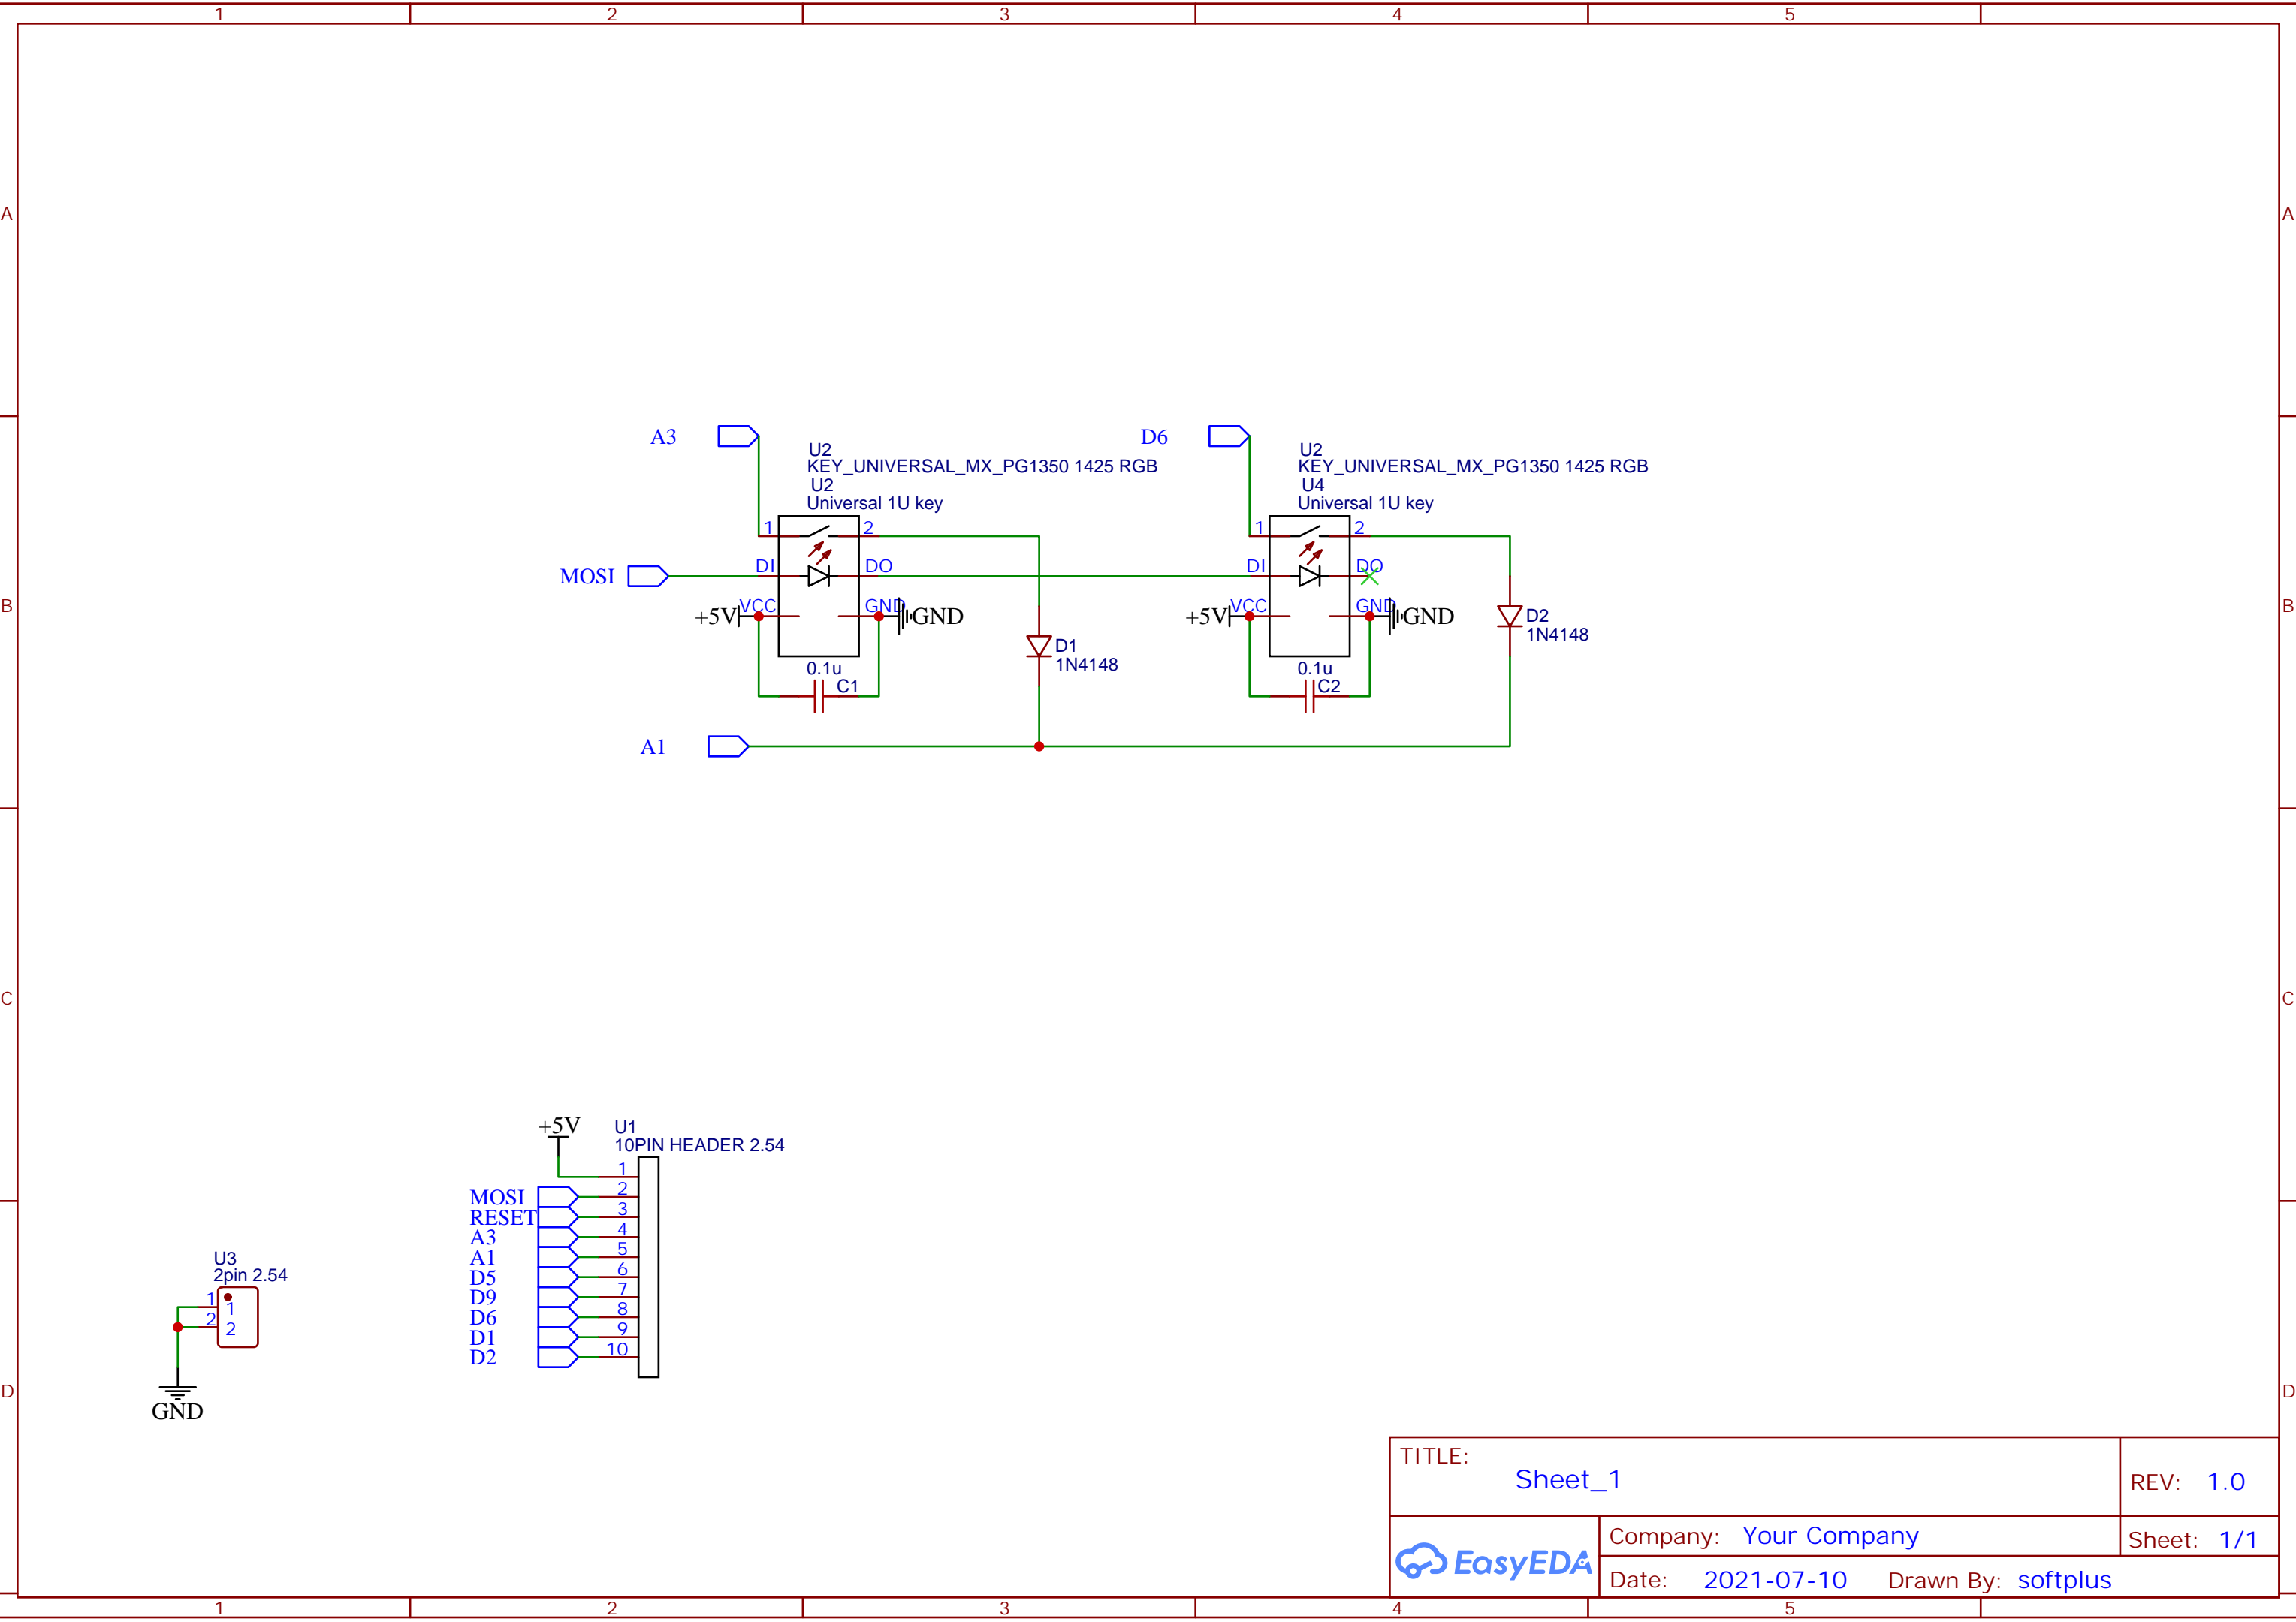 1 2 3 4 5
A A
A3 D6
U2 U2
KEY_UNIVERSAL_MX_PG1350 1425 RGB KEY_UNIVERSAL_MX_PG1350 1425 RGB
U2 U4
Universal 1U key Universal 1U key
1 2 1 2
MOSI DI DO DI DO
B B
+5V VCC GND GND +5V VCC GND GND
D2
1N4148
D1
1N4148
0.1u 0.1u
C1 C2
A1
C C
+5V
U1
10PIN HEADER 2.54
1
MOSI 2
RESET 3
A3 4
A1 5
D5 6
D9 7
D6 8
D1 9
D2 10
U3
2pin 2.54
1 1
2 2
GND
D D
TITLE:
Sheet_1
REV: 1.0
EasyEDA
Company: Your Company
Sheet: 1/1
Date: 2021-07-10 Drawn By: softplus
1 2 3 4 5